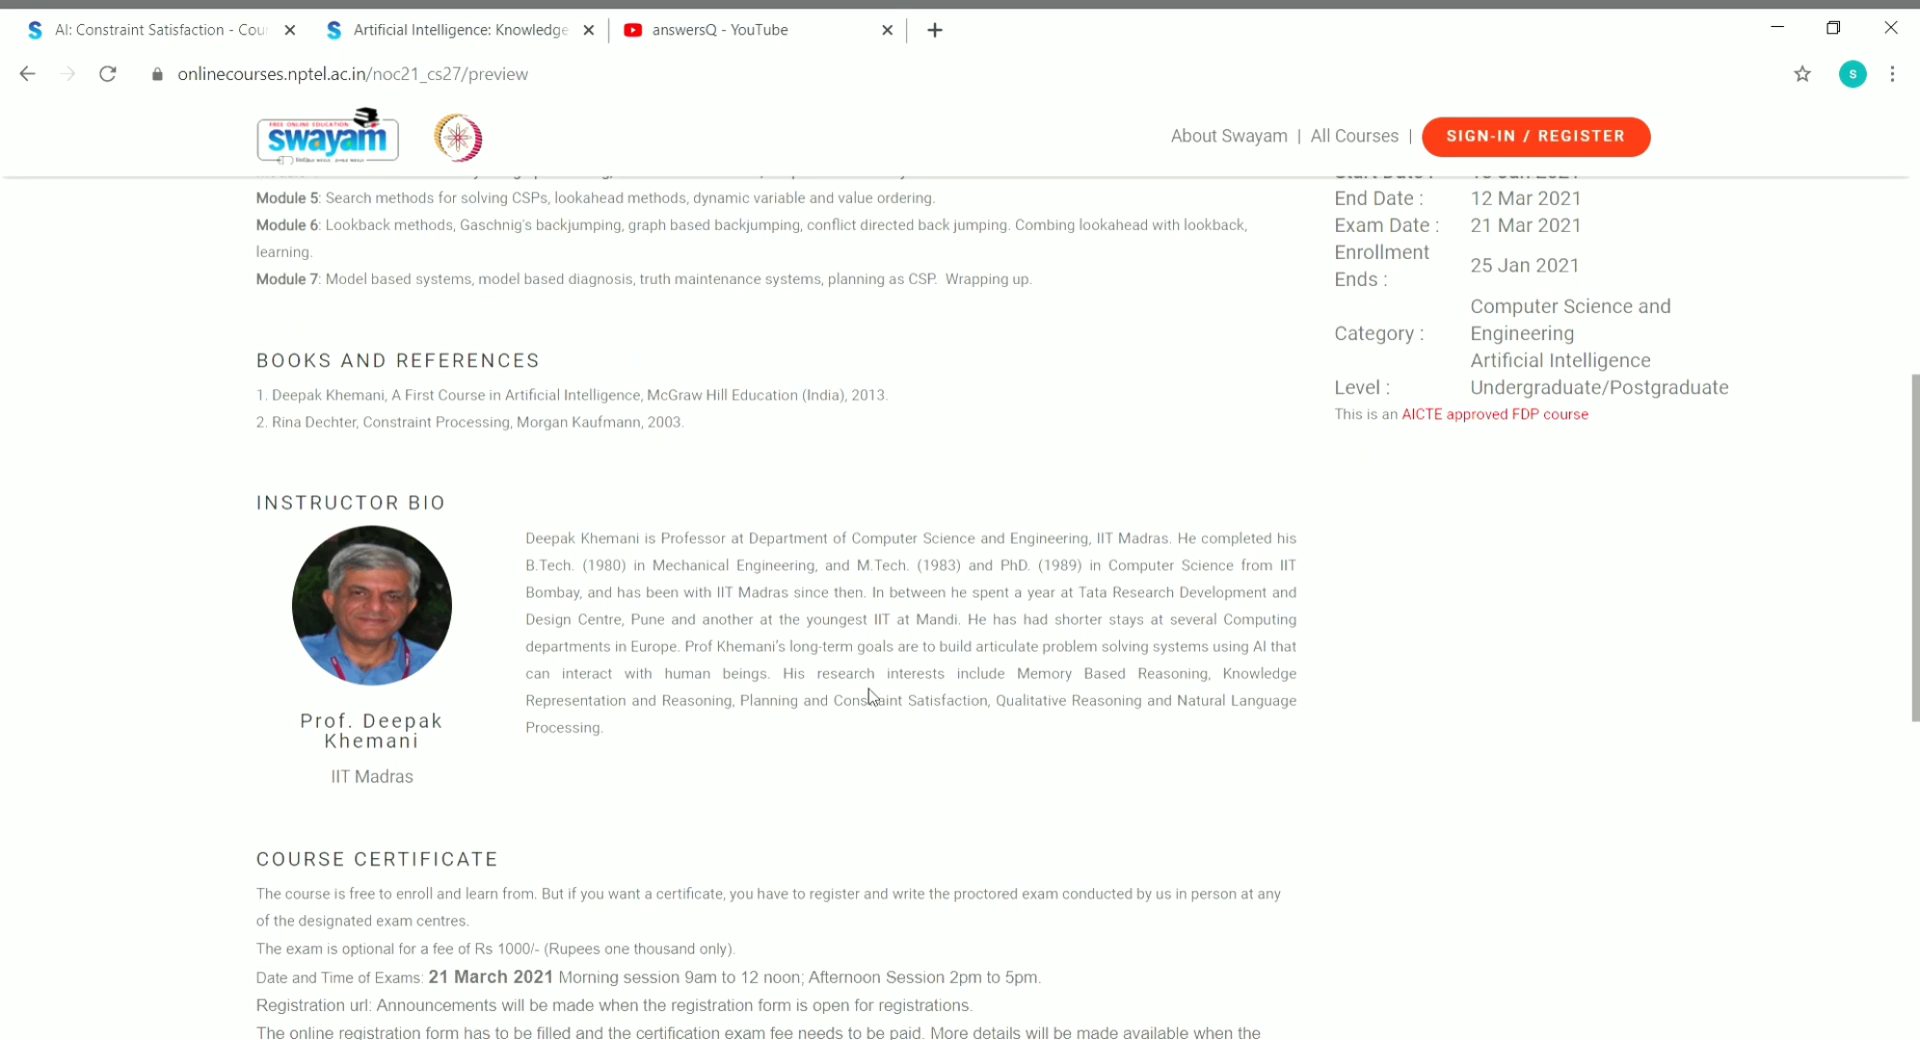 AI: Constraint Satisfaction - Cour
Artificial Intelligence: Knowledge
answersQ - YouTube
onlinecourses.nptel.ac.in/noc21_cs27/preview
S
FREE ONLINE EDUCATION
swayam
About Swayam | All Courses |
SIGN-IN / REGISTER
Module 5: Search methods for solving CSPs, lookahead methods, dynamic variable and value ordering.
Module 6: Lookback methods, Gaschnig's backjumping, graph based backjumping, conflict directed back jumping. Combing lookahead with lookback,
learning.
Module 7: Model based systems, model based diagnosis, truth maintenance systems, planning as CSP. Wrapping up.
BOOKS AND REFERENCES
1. Deepak Khemani, A First Course in Artificial Intelligence, McGraw Hill Education (India), 2013.
2. Rina Dechter, Constraint Processing, Morgan Kaufmann, 2003.
INSTRUCTOR BIO
Prof. Deepak
Khemani
IIT Madras
Deepak Khemani is Professor at Department of Computer Science and Engineering, IIT Madras. He completed his
B.Tech. (1980) in Mechanical Engineering, and M.Tech. (1983) and PhD. (1989) in Computer Science from IIT
Bombay, and has been with IIT Madras since then. In between he spent a year at Tata Research Development and
Design Centre, Pune and another at the youngest IIT at Mandi. He has had shorter stays at several Computing
departments in Europe. Prof Khemani's long-term goals are to build articulate problem solving systems using AI that
can interact with human beings. His research interests include Memory Based Reasoning, Knowledge
Representation and Reasoning, Planning and Constraint Satisfaction, Qualitative Reasoning and Natural Language
Processing.
COURSE CERTIFICATE
The course is free to enroll and learn from. But if you want a certificate, you have to register and write the proctored exam conducted by us in person at any
of the designated exam centres.
The exam is optional for a fee of Rs 1000/- (Rupees one thousand only).
Date and Time of Exams: 21 March 2021 Morning session 9am to 12 noon; Afternoon Session 2pm to 5pm.
Registration url: Announcements will be made when the registration form is open for registrations.
The online registration form has to be filled and the certification exam fee needs to be paid. More details will be made available when the
End Date : 12 Mar 2021
Exam Date : 21 Mar 2021
Enrollment
Ends : 25 Jan 2021
Category : Computer Science and
Engineering
Artificial Intelligence
Level : Undergraduate/Postgraduate
This is an AICTE approved FDP course